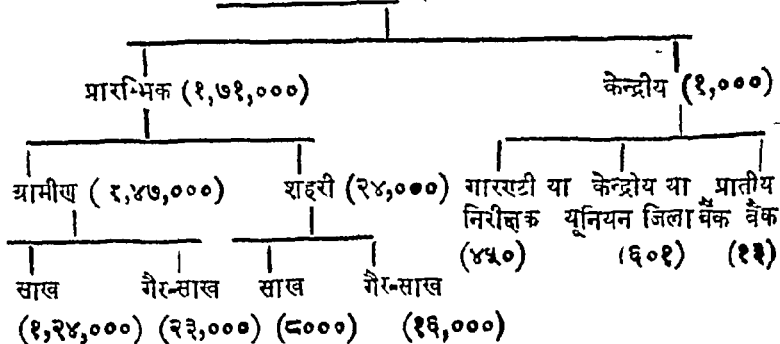 प्रारम्भिक (१,७१,०००) केन्द्रीय (१,०००)
ग्रामीण (१,४७,०००) शहरी (२४,०००) गारण्टी या केन्द्रीय या प्रातीय
निरीक्षक यूनियन जिला बैंक बैंक
(४५०) (६०१) (१३)
साख गैर-साख साख गैर-साख
(१,२४,०००) (२३,०००) (८०००) (१६,०००)